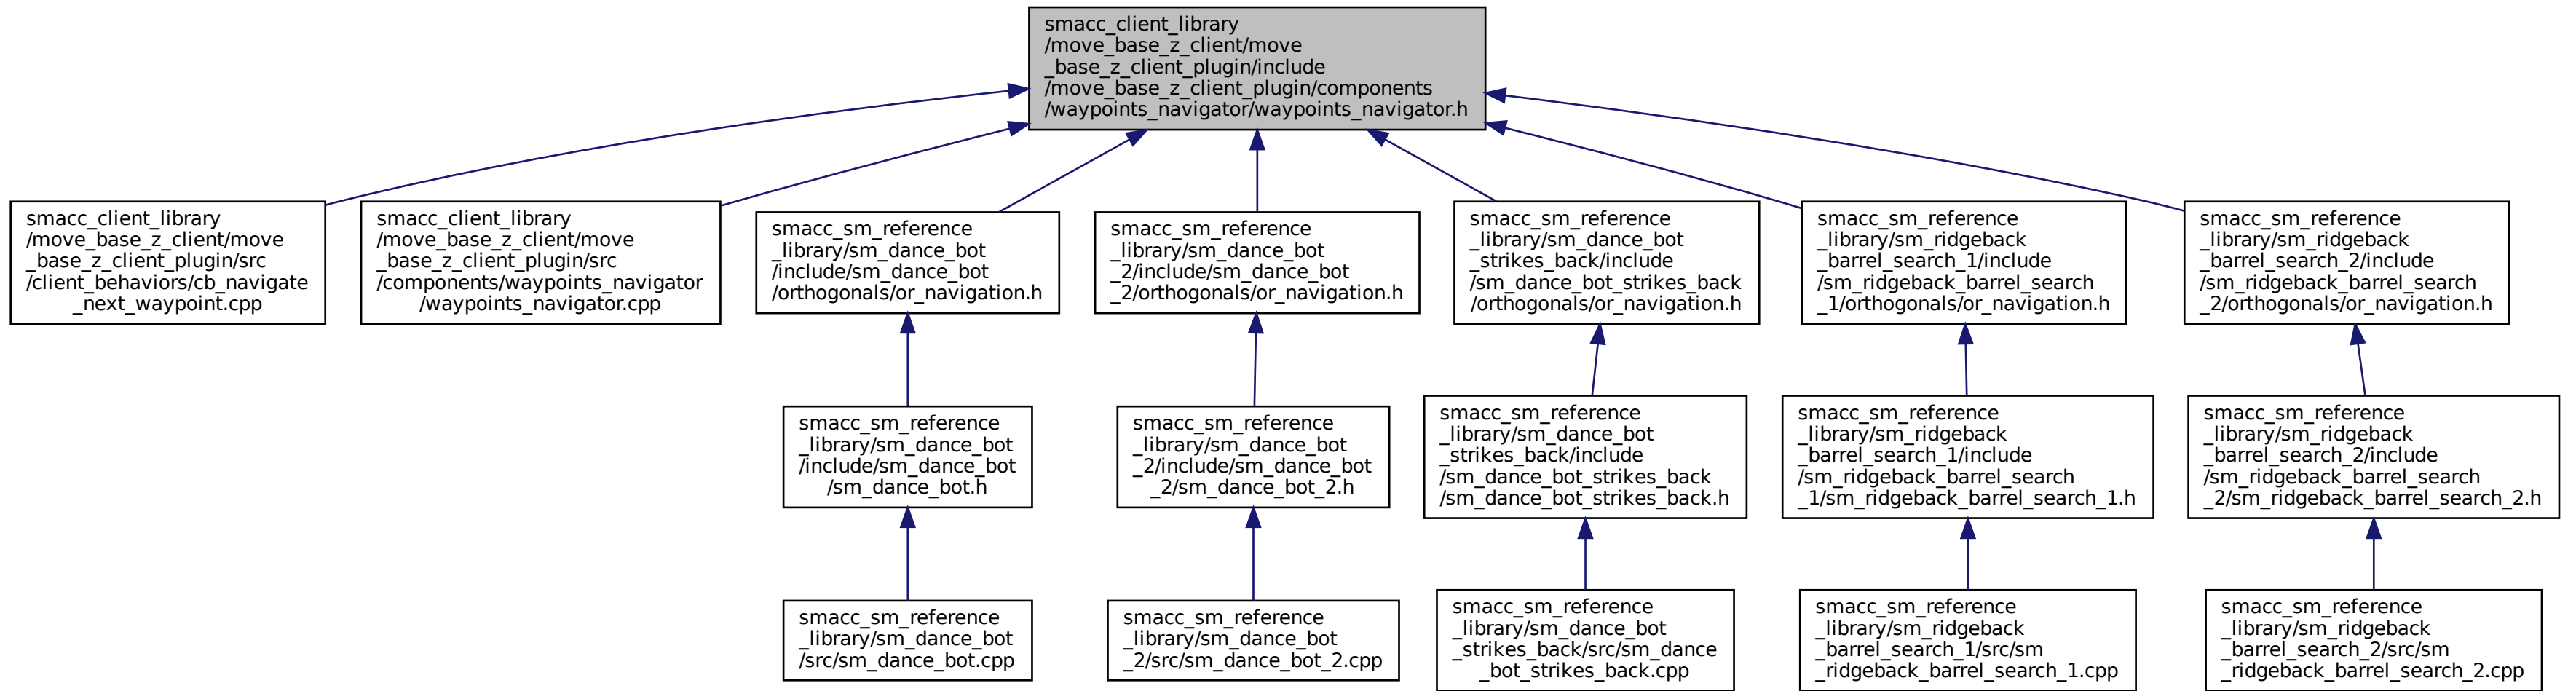 smacc_client_library
/move_base_z_client/move
_base_z_client_plugin/include
/move_base_z_client_plugin/components
/waypoints_navigator/waypoints_navigator.h
smacc_client_library
/move_base_z_client/move
_base_z_client_plugin/src
/client_behaviors/cb_navigate
_next_waypoint.cpp
smacc_client_library
/move_base_z_client/move
_base_z_client_plugin/src
/components/waypoints_navigator
/waypoints_navigator.cpp
smacc_sm_reference
_library/sm_dance_bot
/include/sm_dance_bot
/orthogonals/or_navigation.h
smacc_sm_reference
_library/sm_dance_bot
_2/include/sm_dance_bot
_2/orthogonals/or_navigation.h
smacc_sm_reference
_library/sm_dance_bot
_strikes_back/include
/sm_dance_bot_strikes_back
/orthogonals/or_navigation.h
smacc_sm_reference
_library/sm_ridgeback
_barrel_search_1/include
/sm_ridgeback_barrel_search
_1/orthogonals/or_navigation.h
smacc_sm_reference
_library/sm_ridgeback
_barrel_search_2/include
/sm_ridgeback_barrel_search
_2/orthogonals/or_navigation.h
smacc_sm_reference
_library/sm_dance_bot
/include/sm_dance_bot
/sm_dance_bot.h
smacc_sm_reference
_library/sm_dance_bot
_2/include/sm_dance_bot
_2/sm_dance_bot_2.h
smacc_sm_reference
_library/sm_dance_bot
_strikes_back/include
/sm_dance_bot_strikes_back
/sm_dance_bot_strikes_back.h
smacc_sm_reference
_library/sm_ridgeback
_barrel_search_1/include
/sm_ridgeback_barrel_search
_1/sm_ridgeback_barrel_search_1.h
smacc_sm_reference
_library/sm_ridgeback
_barrel_search_2/include
/sm_ridgeback_barrel_search
_2/sm_ridgeback_barrel_search_2.h
smacc_sm_reference
_library/sm_dance_bot
/src/sm_dance_bot.cpp
smacc_sm_reference
_library/sm_dance_bot
_2/src/sm_dance_bot_2.cpp
smacc_sm_reference
_library/sm_dance_bot
_strikes_back/src/sm_dance
_bot_strikes_back.cpp
smacc_sm_reference
_library/sm_ridgeback
_barrel_search_1/src/sm
_ridgeback_barrel_search_1.cpp
smacc_sm_reference
_library/sm_ridgeback
_barrel_search_2/src/sm
_ridgeback_barrel_search_2.cpp